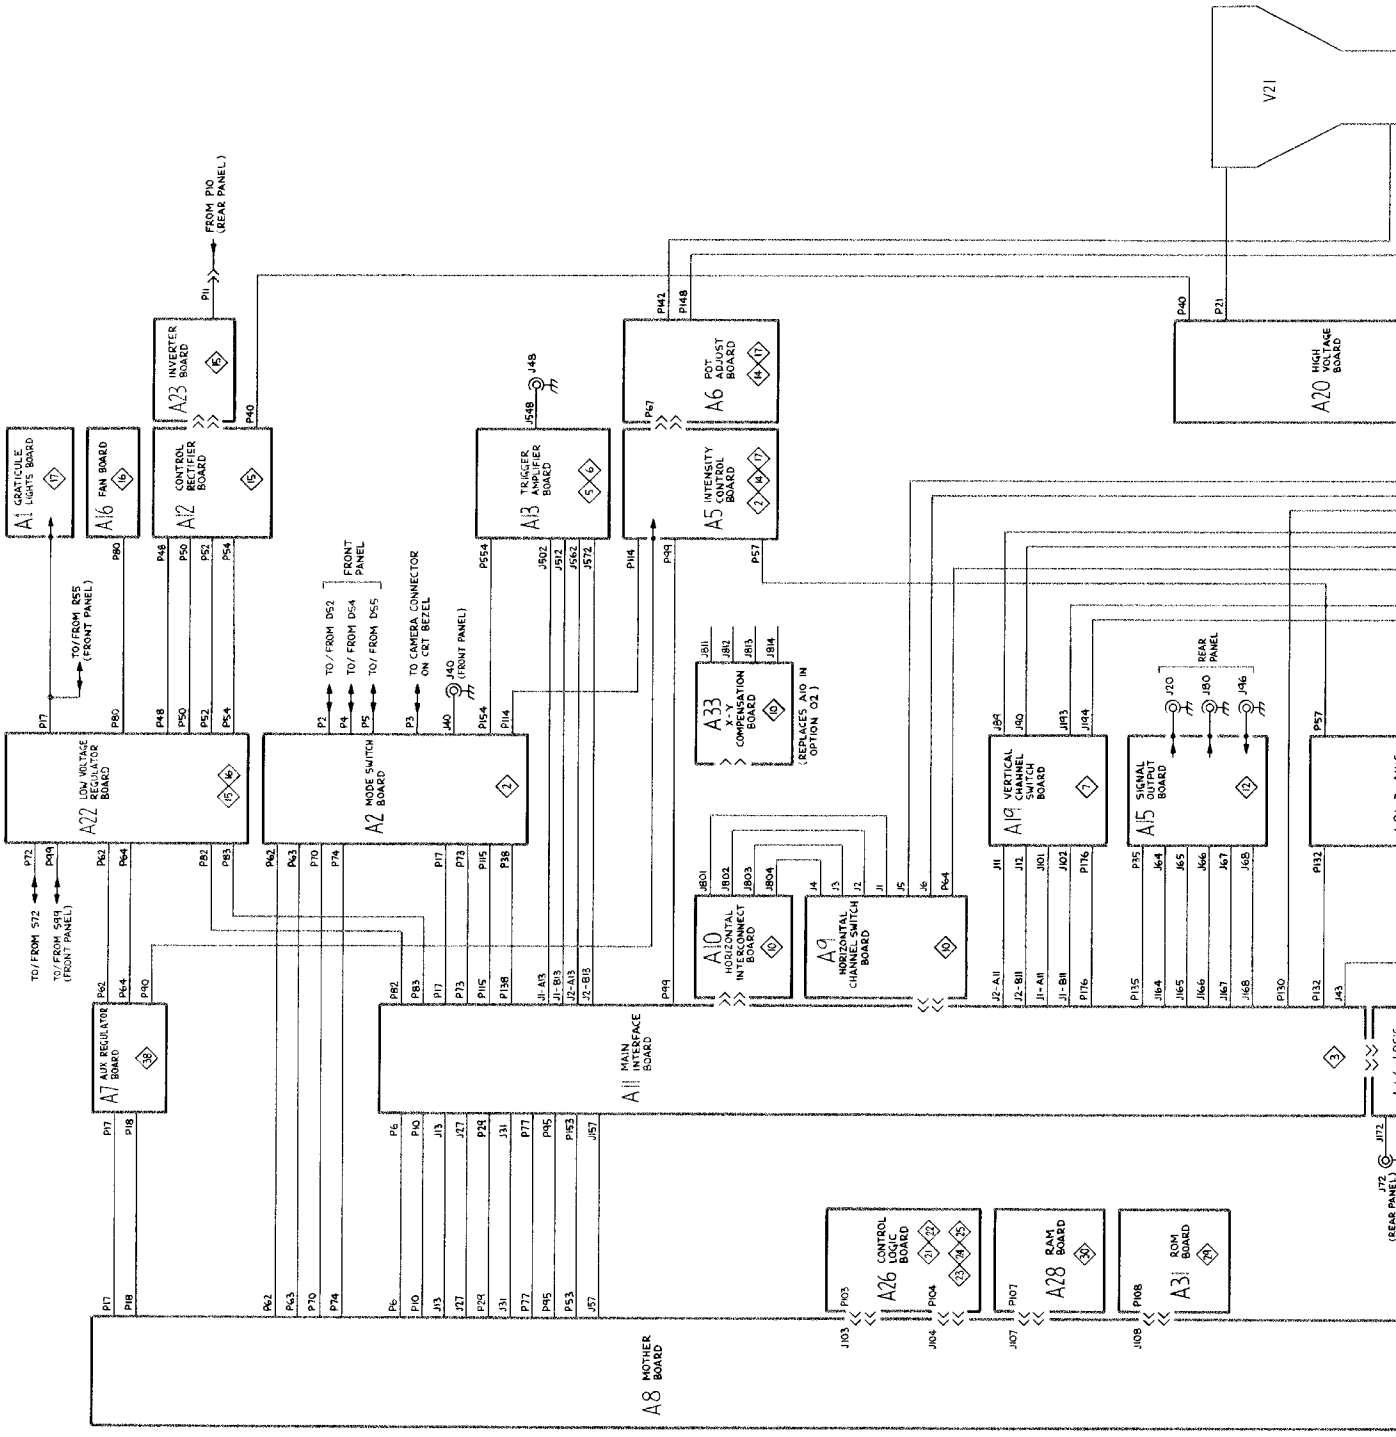 A1 GRATICULE
LIGHTS BOARD
17
A16 FAN BOARD
16
A12 CONTROL
RECTIFIER
BOARD
15
A23 INVERTER
BOARD
15
P11
FROM P10
(REAR PANEL)
P40
P80
P48
P50
P52
P54
TO/FROM R55
(FRONT PANEL)
P17
P80
P48
P50
P52
P54
A22 LOW VOLTAGE
REGULATOR
BOARD
15 16
P72
P99
P62
P64
P82
P83
TO/FROM S72
TO/FROM S99
(FRONT PANEL)
P62
P64
P90
A7 AUX REGULATOR
BOARD
38
P17
P18
P17
P18
P2
P4
P5
TO/FROM DS2
TO/FROM DS4
TO/FROM DS5
FRONT
PANEL
P3
TO CAMERA CONNECTOR
ON CRT BEZEL
J40
J40
(FRONT PANEL)
P154
P114
A2 MODE SWITCH
BOARD
2
P62
P63
P70
P74
P17
P73
P115
P38
P62
P63
P70
P74
A13 TRIGGER
AMPLIFIER
BOARD
5 6
J548
J48
P554
J502
J512
J562
J572
A5 INTENSITY
CONTROL
BOARD
2 14 17
P114
P99
P57
P67
A6 POT
ADJUST
BOARD
14 17
P142
P148
V21
P40
P21
A20 HIGH
VOLTAGE
BOARD
A33
X-Y
COMPENSATION
BOARD
10
J811
J812
J813
J814
(REPLACES A10 IN
OPTION 02)
A10
HORIZONTAL
INTERCONNECT
BOARD
10
J801
J802
J803
J804
A9
HORIZONTAL
CHANNEL SWITCH
BOARD
10
J4
J3
J2
J1
J5
J6
P64
A19 VERTICAL
CHANNEL
SWITCH
BOARD
7
J89
J90
J193
J194
J11
J12
J101
J102
P176
A15 SIGNAL
OUTPUT
BOARD
12
J20
J80
J96
REAR
PANEL
P35
J64
J65
J66
J67
J68
P57
P132
P82
P83
P17
P73
P115
P138
J1-A13
J1-B13
J2-A13
J2-B13
P99
J2-A11
J2-B11
J1-A11
J1-B11
P176
P135
J164
J165
J166
J167
J168
P130
P132
J43
A11 MAIN
INTERFACE
BOARD
3
P6
P10
J13
J27
P29
J31
P77
P95
P153
J157
J172
J72
(REAR PANEL)
P6
P10
J13
J27
P29
J31
P77
P95
P53
J57
A26 CONTROL
LOGIC
BOARD
21 22
23 24 25
P103
P104
J103
J104
A28 RAM
BOARD
30
P107
J107
A31 ROM
BOARD
29
P108
J108
A8 MOTHER
BOARD